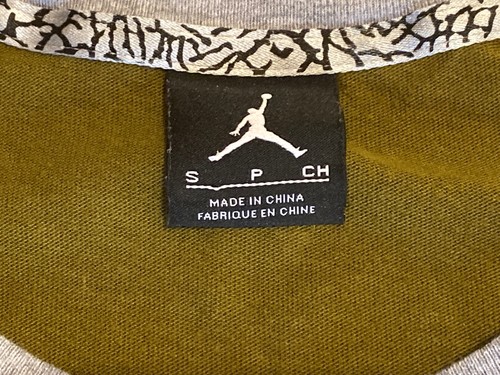 S P CH
MADE IN CHINA
FABRIQUE EN CHINE